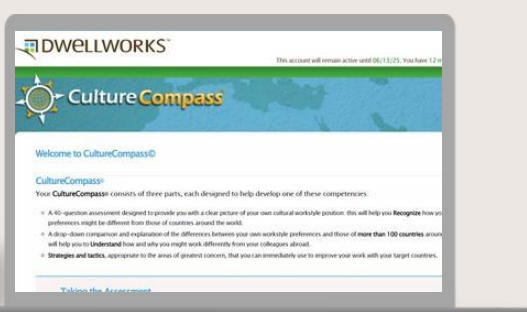 DWELLWORKS™
This account will remain active until 06/13/25. You have 12 m
CultureCompass
Welcome to CultureCompass©
CultureCompass®
Your CultureCompass® consists of three parts, each designed to help develop one of these competencies:
A 40-question assessment designed to provide you with a clear picture of your own cultural workstyle position: this will help you Recognize how yo
preferences might be different from those of countries around the world.
A drop-down comparison and explanation of the differences between your own workstyle preferences and those of more than 100 countries aroun
will help you to Understand how and why you might work differently from your colleagues abroad.
Strategies and tactics, appropriate to the areas of greatest concern, that you can immediately use to improve your work with your target countries.
Taking the Assessment